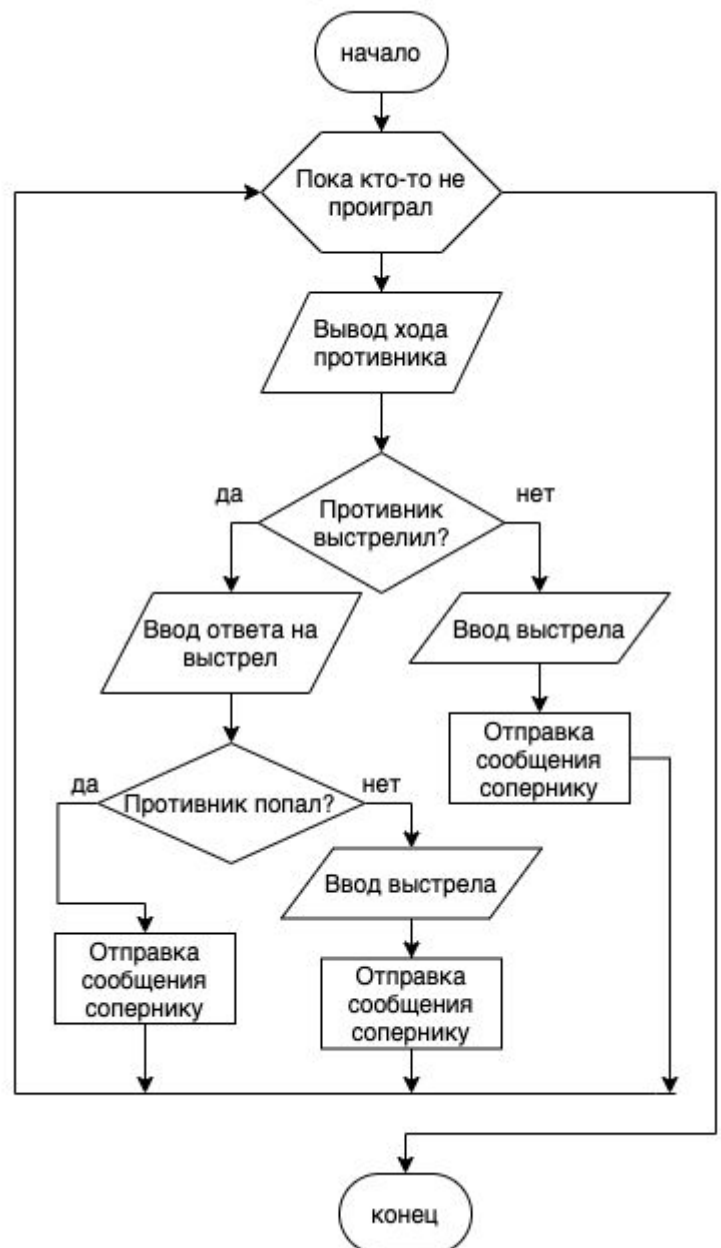 начало
Пока кто-то не
проиграл
Вывод хода
противника
да
нет
Противник
выстрелил?
Ввод ответа на
выстрел
Ввод выстрела
Отправка
сообщения
сопернику
да
нет
Противник попал?
Ввод выстрела
Отправка
сообщения
сопернику
Отправка
сообщения
сопернику
конец